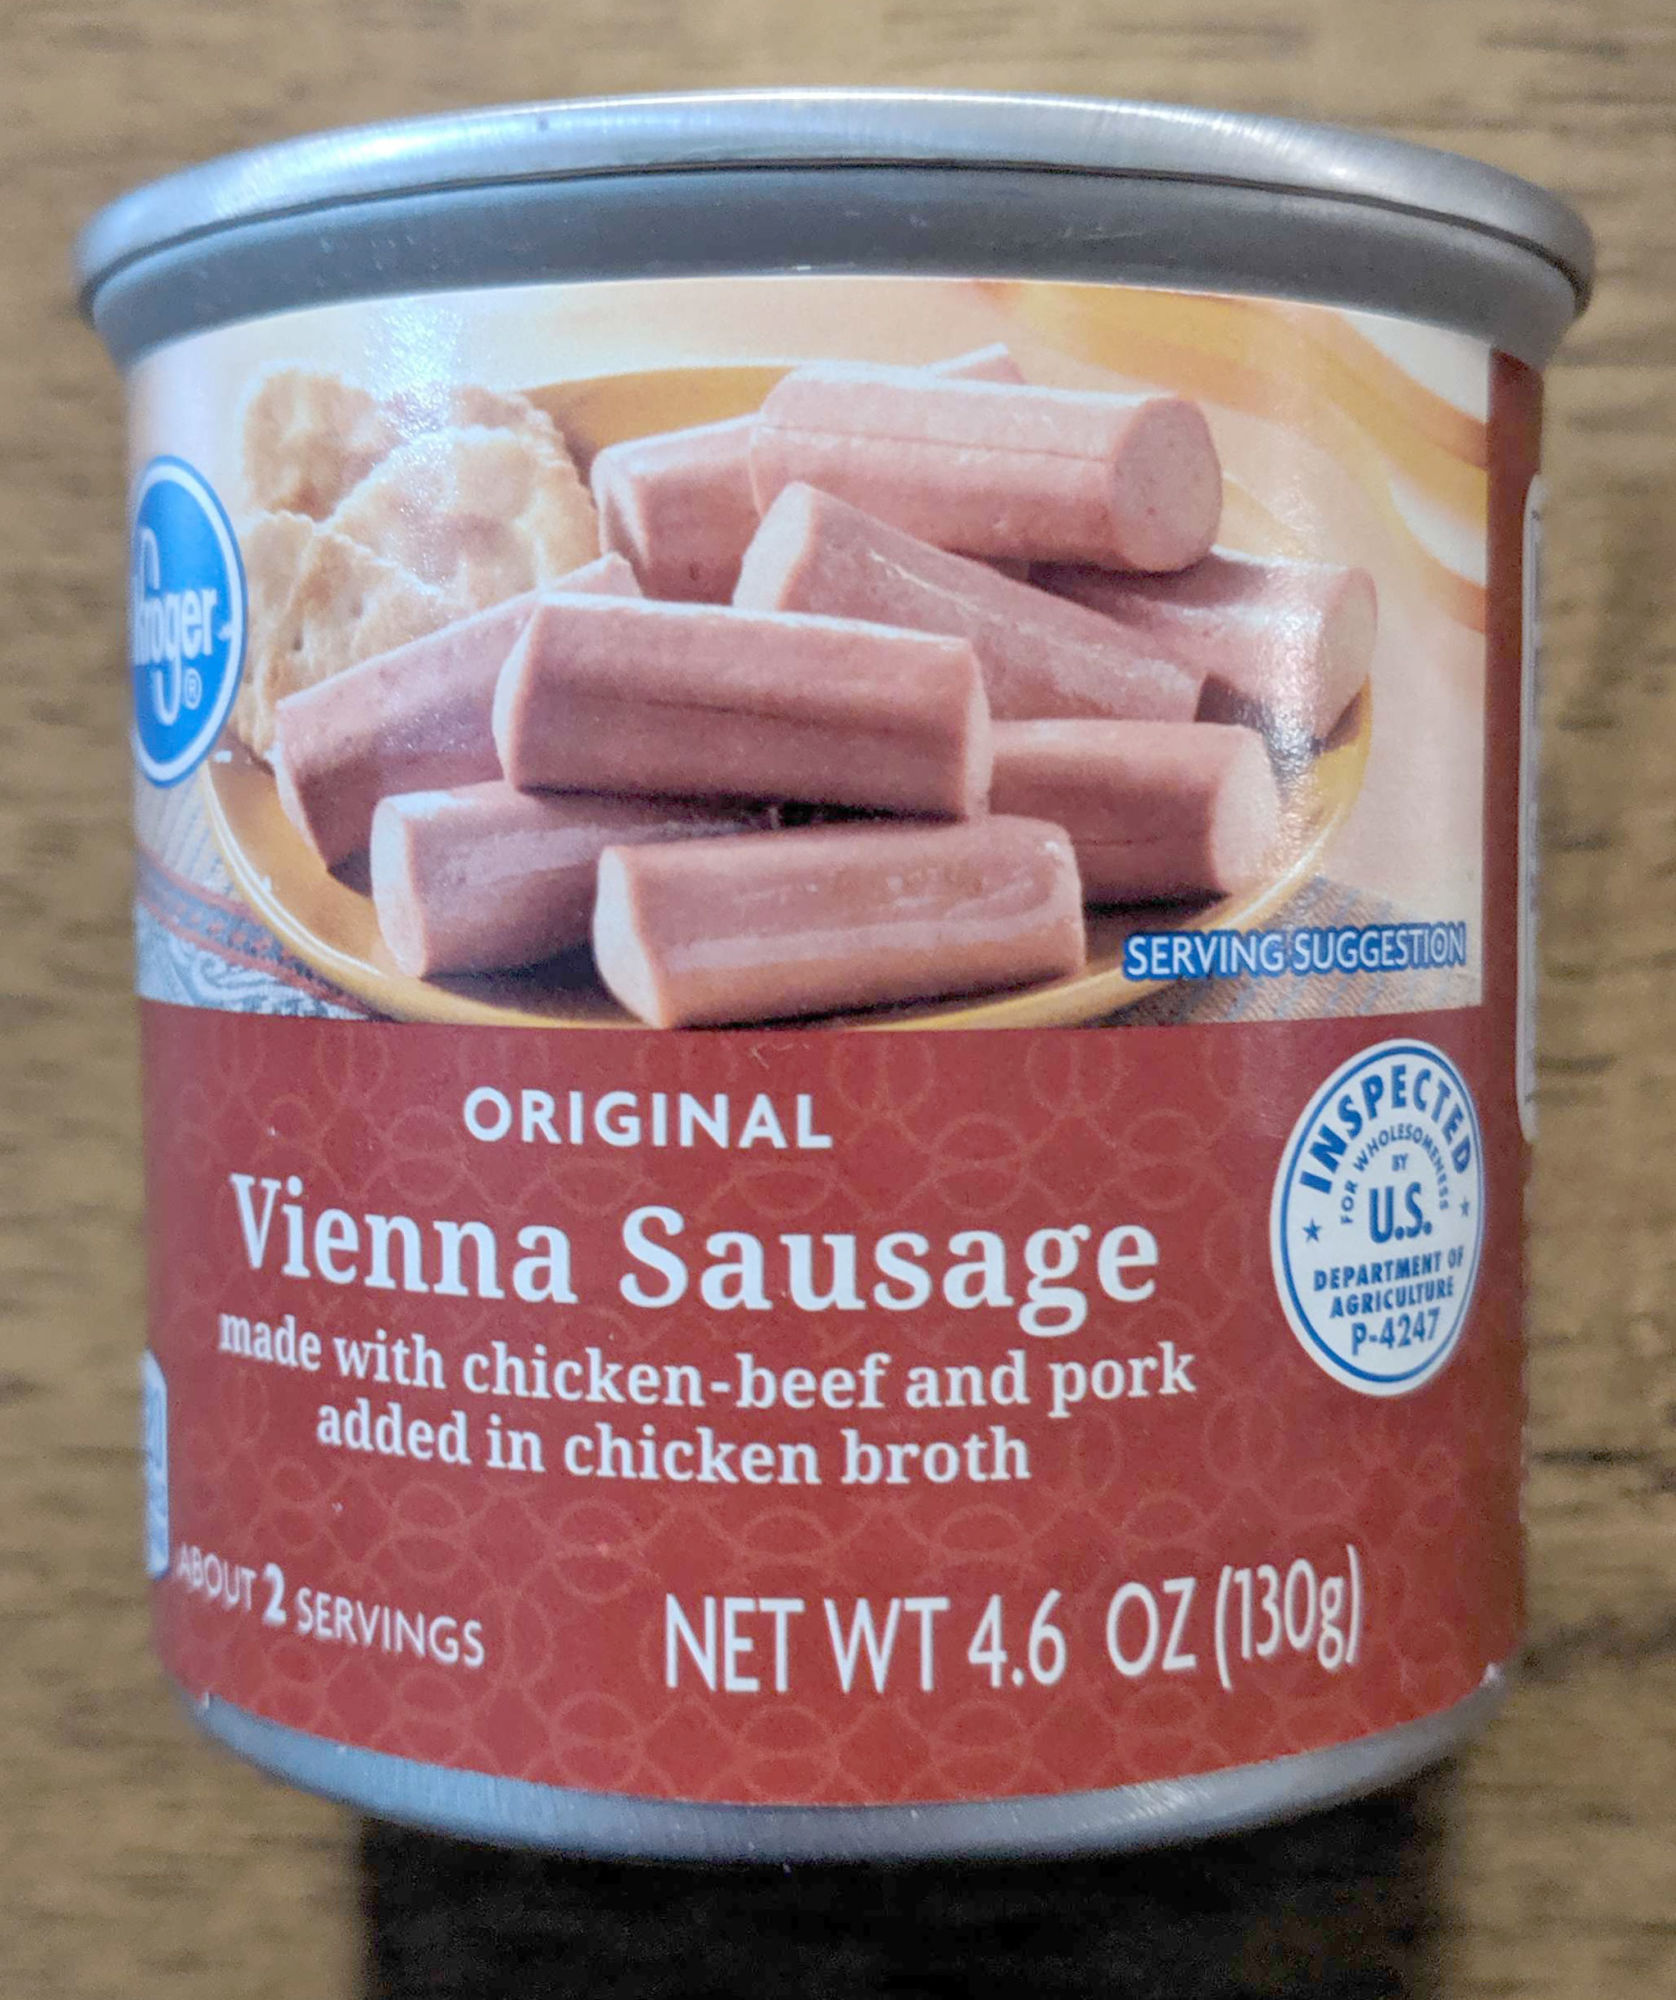 Kroger®
SERVING SUGGESTION
ORIGINAL
Vienna Sausage
made with chicken-beef and pork
added in chicken broth
INSPECTED
FOR WHOLESOMENESS
BY
U.S.
DEPARTMENT OF
AGRICULTURE
P-4247
ABOUT 2 SERVINGS
NET WT 4.6 OZ (130g)